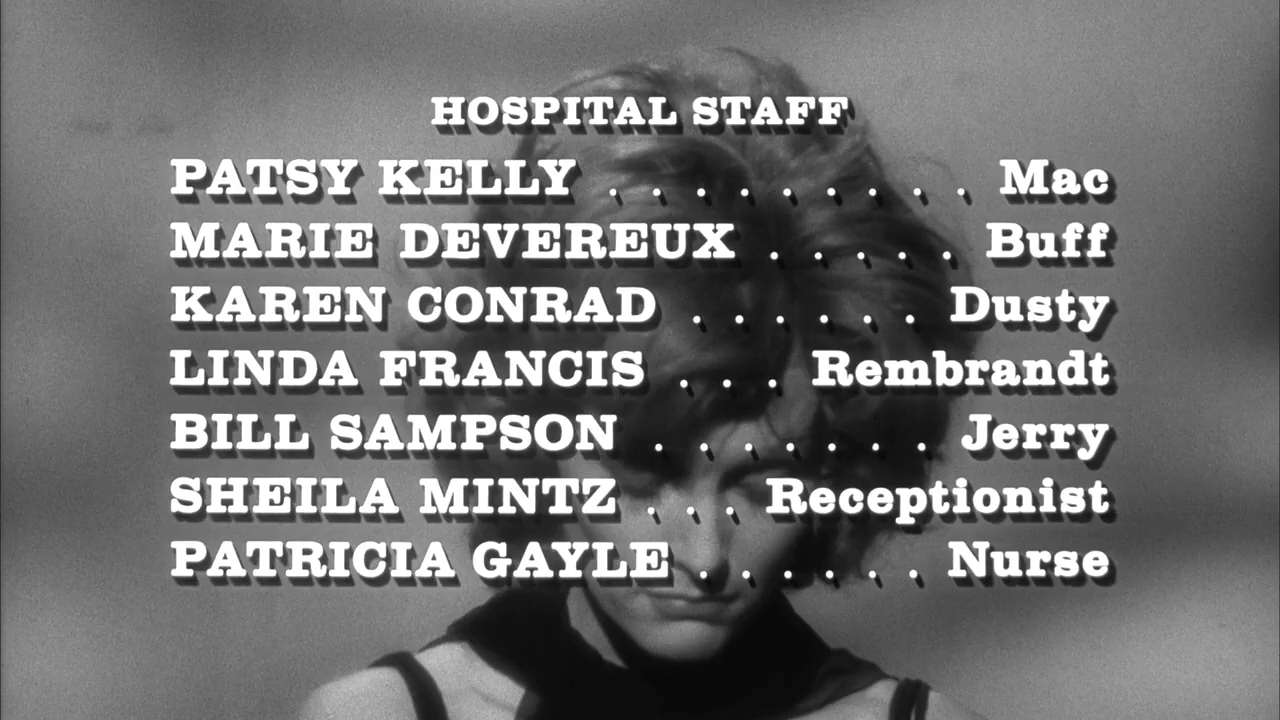 HOSPITAL STAFF
PATSY KELLY . . . . . . . . . Mac
MARIE DEVEREUX . . . . . Buff
KAREN CONRAD . . . . . . Dusty
LINDA FRANCIS . . . Rembrandt
BILL SAMPSON . . . . . . . Jerry
SHEILA MINTZ . . . Receptionist
PATRICIA GAYLE . . . . . . Nurse